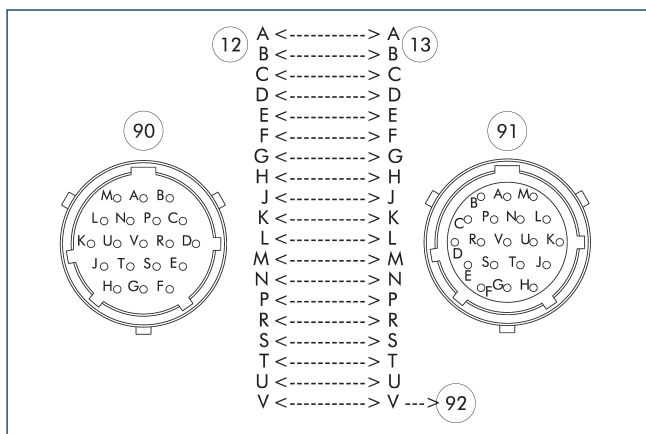 12 A <-----------> A 13
B <-----------> B
C <-----------> C
D <-----------> D
E <-----------> E
F <-----------> F
G <-----------> G
H <-----------> H
J <-----------> J
K <-----------> K
L <-----------> L
M <-----------> M
N <-----------> N
P <-----------> P
R <-----------> R
S <-----------> S
T <-----------> T
U <-----------> U
V <-----------> V ---> 92
90
M A B
L N P C
K U V R D
J T S E
H G F
91
B A M
C P N L
D R V U K
E S T J
F G H